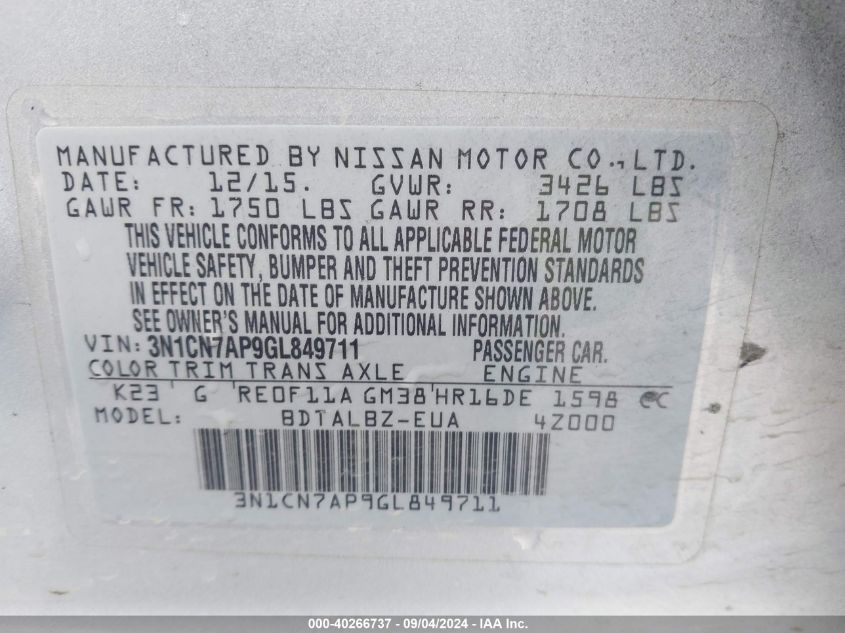 MANUFACTURED BY NISSAN MOTOR CO., LTD.
DATE: 12/15. GVWR: 3426 LBS
GAWR FR: 1750 LBS GAWR RR: 1708 LBS
THIS VEHICLE CONFORMS TO ALL APPLICABLE FEDERAL MOTOR
VEHICLE SAFETY, BUMPER AND THEFT PREVENTION STANDARDS
IN EFFECT ON THE DATE OF MANUFACTURE SHOWN ABOVE.
SEE OWNER'S MANUAL FOR ADDITIONAL INFORMATION.
VIN: 3N1CN7AP9GL849711 PASSENGER CAR.
COLOR TRIM TRANS AXLE ENGINE
K23 G RE0F11A GM38 HR16DE 1598
MODEL: BDTALBZ-EUA 4Z000
3N1CN7AP9GL849711
000-40266737 - 09/04/2024 - IAA Inc.